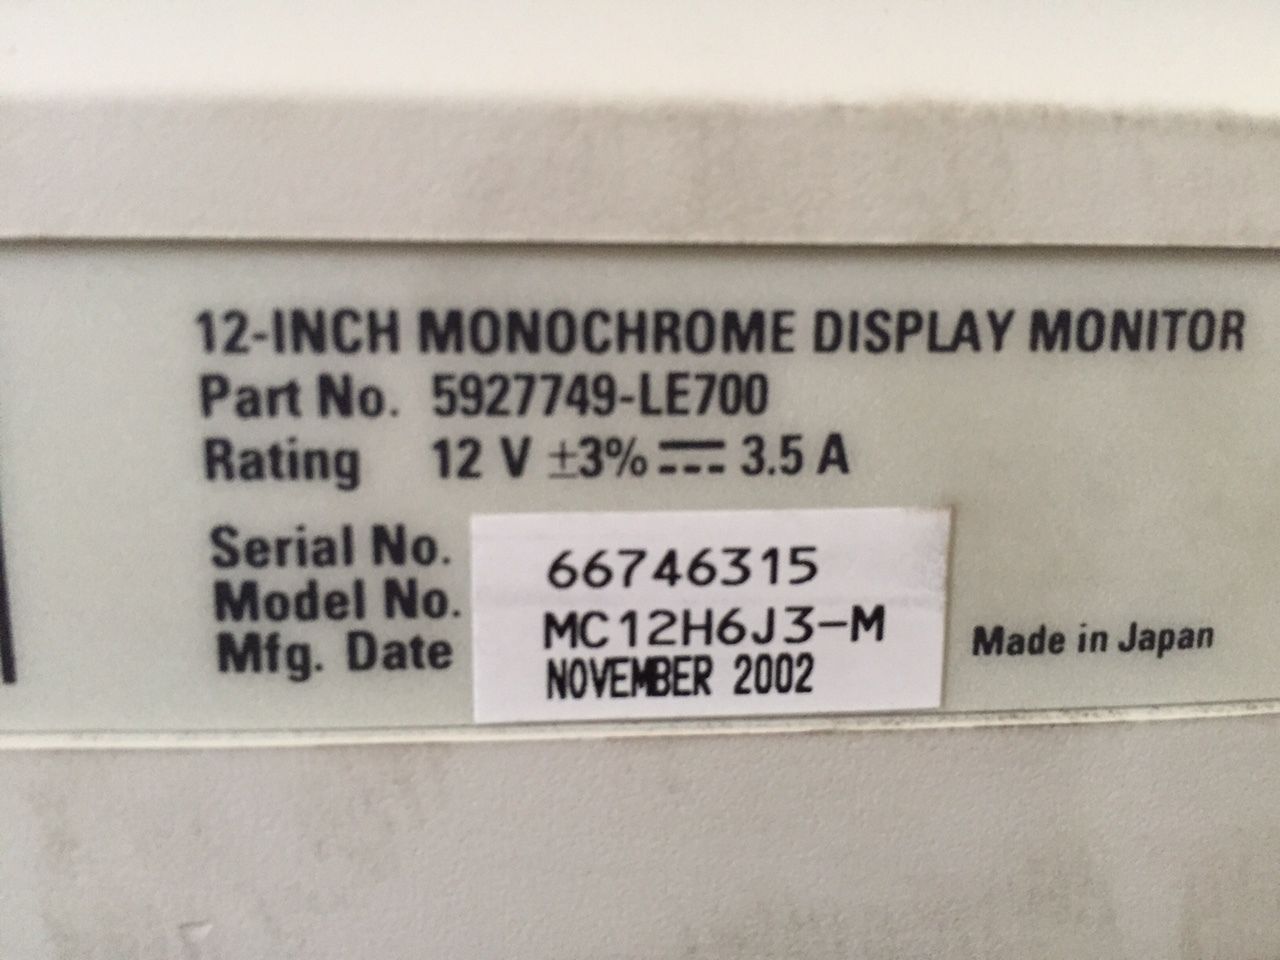 12-INCH MONOCHROME DISPLAY MONITOR
Part No. 5927749-LE700
Rating 12 V ±3% ⎓ 3.5 A
Serial No. 66746315
Model No. MC12H6J3-M
Mfg. Date NOVEMBER 2002
Made in Japan